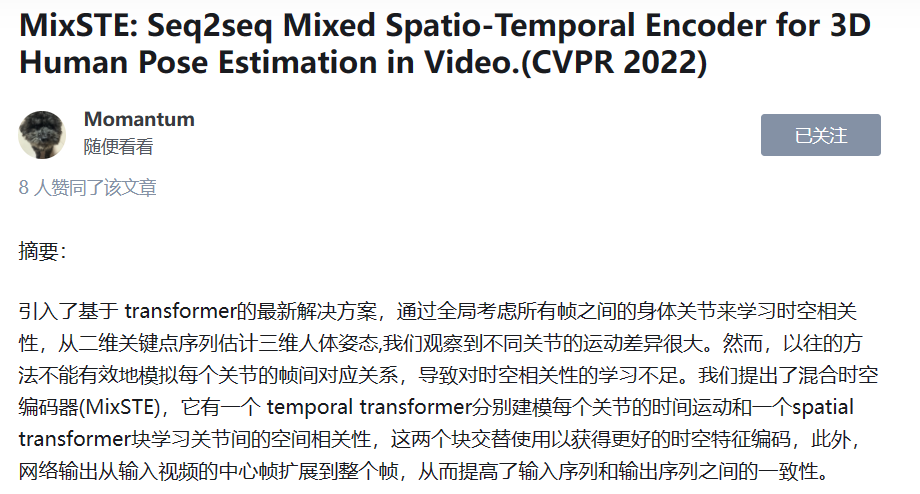 MixSTE: Seq2seq Mixed Spatio-Temporal Encoder for 3D
Human Pose Estimation in Video.(CVPR 2022)
Momantum
随便看看
已关注
8 人赞同了该文章
摘要：
引入了基于 transformer的最新解决方案，通过全局考虑所有帧之间的身体关节来学习时空相关
性，从二维关键点序列估计三维人体姿态,我们观察到不同关节的运动差异很大。然而，以往的方
法不能有效地模拟每个关节的帧间对应关系，导致对时空相关性的学习不足。我们提出了混合时空
编码器(MixSTE)，它有一个 temporal transformer分别建模每个关节的时间运动和一个spatial
transformer块学习关节间的空间相关性，这两个块交替使用以获得更好的时空特征编码，此外，
网络输出从输入视频的中心帧扩展到整个帧，从而提高了输入序列和输出序列之间的一致性。